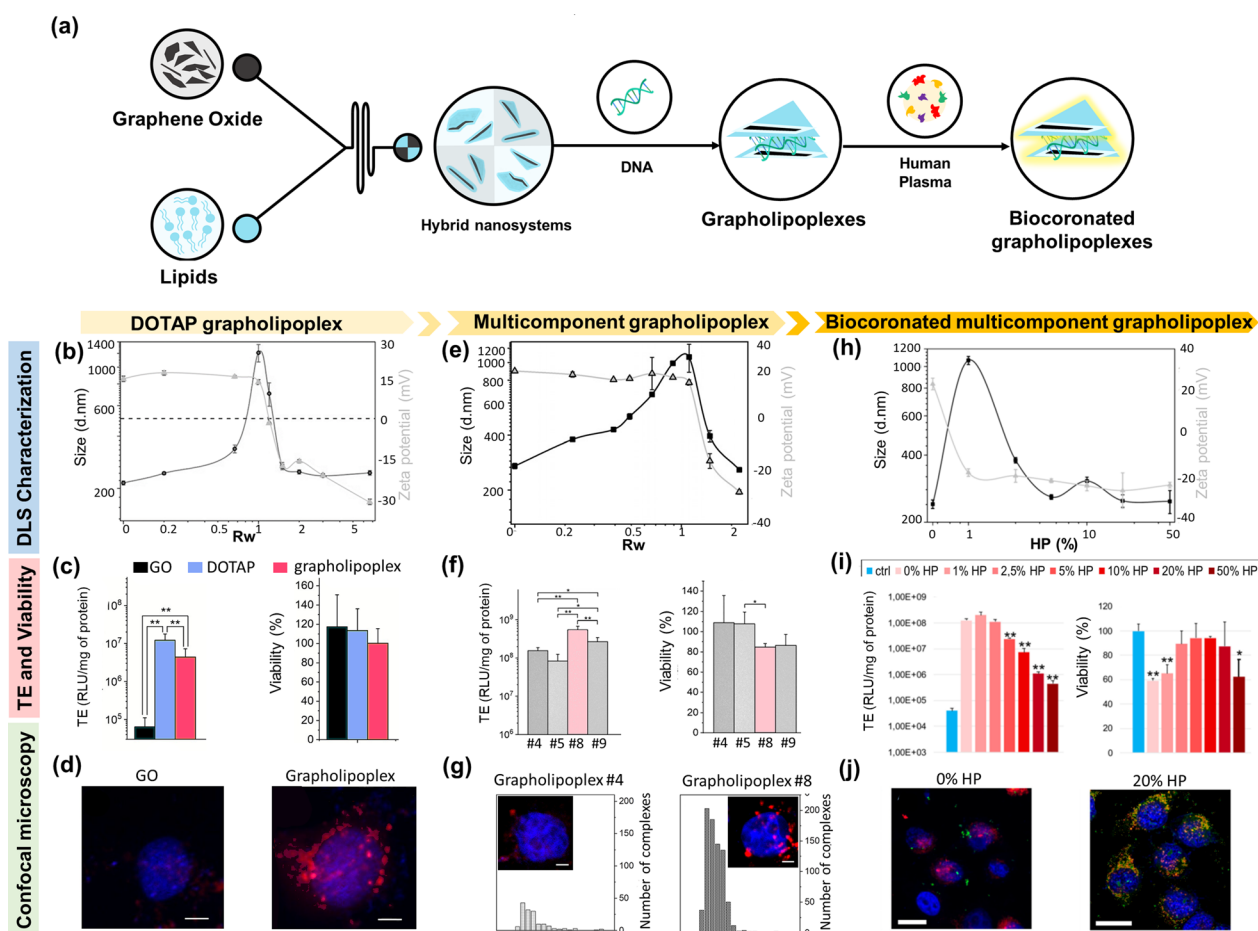 (a)
Graphene Oxide
Lipids
Hybrid nanosystems
DNA
Grapholipoplexes
Human
Plasma
Biocoronated
grapholipoplexes
DOTAP grapholipoplex
Multicomponent grapholipoplex
Biocoronated multicomponent grapholipoplex
DLS Characterization
(b)
1400
1000
600
200
Size (d.nm)
30
15
0
-15
-30
Zeta potential (mV)
0 0.2 1 2 5
Rw
(e)
1200
1000
800
600
400
200
Size (d.nm)
40
20
0
-20
-40
Zeta potential (mV)
0 0.2 0.5 1 2
Rw
(h)
1200
1000
800
600
400
200
Size (d.nm)
40
20
0
-20
-40
Zeta potential (mV)
0 1 10 50
HP (%)
TE and Viability
(c)
GO DOTAP grapholipoplex
TE (RLU/mg of protein)
10⁸
10⁷
10⁶
10⁵
**
** **
Viability (%)
160
140
120
100
80
60
40
20
0
(f)
TE (RLU/mg of protein)
10⁹
10⁸
10⁶
*
**
*
** **
#4 #5 #8 #9
Viability (%)
140
120
100
80
60
40
20
0
*
#4 #5 #8 #9
(i)
ctrl 0% HP 1% HP 2,5% HP 5% HP 10% HP 20% HP 50% HP
TE (RLU/mg of protein)
1,00E+09
1,00E+08
1,00E+07
1,00E+06
1,00E+05
1,00E+04
1,00E+03
** ** ** **
Viability (%)
120
100
80
60
40
20
0
** ** *
Confocal microscopy
(d)
GO
Grapholipoplex
(g)
Grapholipoplex #4
200
150
100
50
0
Number of complexes
Grapholipoplex #8
200
150
100
50
0
Number of complexes
(j)
0% HP
20% HP